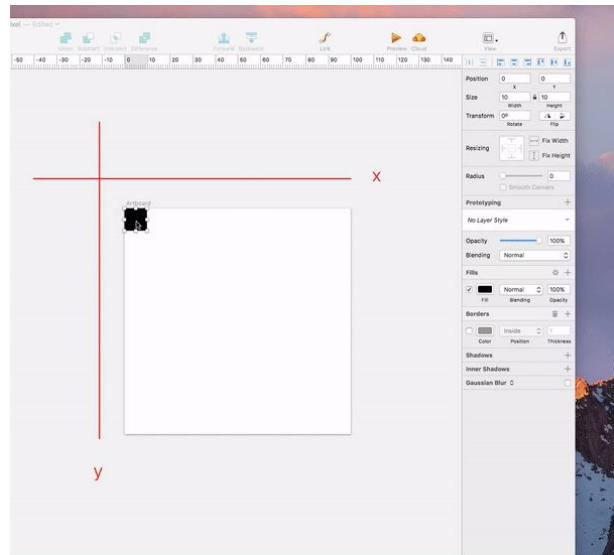 ixel — Edited
Union Subtract Intersect Difference Forward Backward Link Preview Cloud View Export
-50 -40 -30 -20 -10 0 10 20 30 40 50 60 70 80 90 100 110 120 130 140
Position 0 0
X Y
Size 10 10
Width Height
Transform 0º
Rotate Flip
Resizing Fix Width
Fix Height
Radius 0
Smooth Corners
Prototyping
No Layer Style
Opacity 100%
Blending Normal
Fills
Normal 100%
Fill Blending Opacity
Borders
Inside 1
Color Position Thickness
Shadows
Inner Shadows
Gaussian Blur
x
Artboard
y